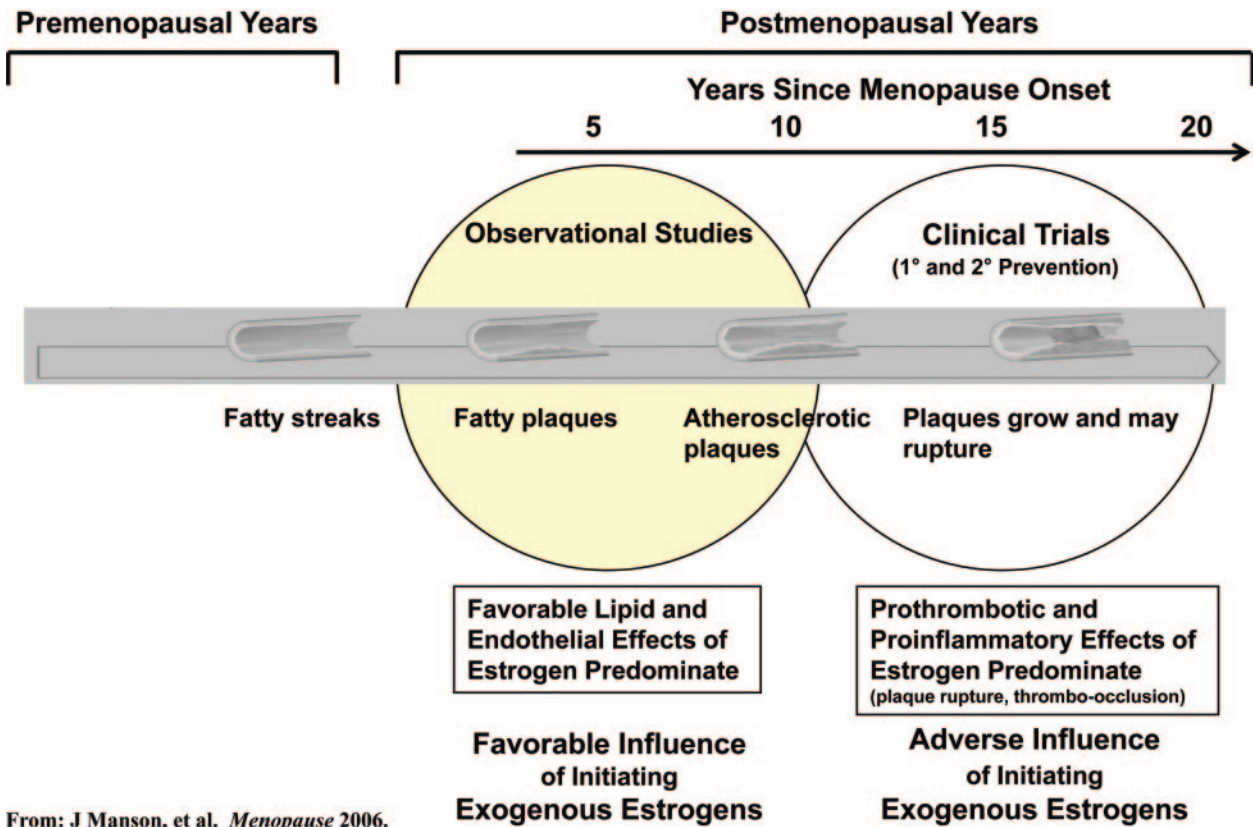 Premenopausal Years
Postmenopausal Years
Years Since Menopause Onset
5 10 15 20
Observational Studies
Clinical Trials
(1° and 2° Prevention)
Fatty streaks
Fatty plaques
Atherosclerotic
plaques
Plaques grow and may
rupture
Favorable Lipid and
Endothelial Effects of
Estrogen Predominate
Prothrombotic and
Proinflammatory Effects of
Estrogen Predominate
(plaque rupture, thrombo-occlusion)
Favorable Influence
of Initiating
Exogenous Estrogens
Adverse Influence
of Initiating
Exogenous Estrogens
From: J Manson, et al. Menopause 2006.